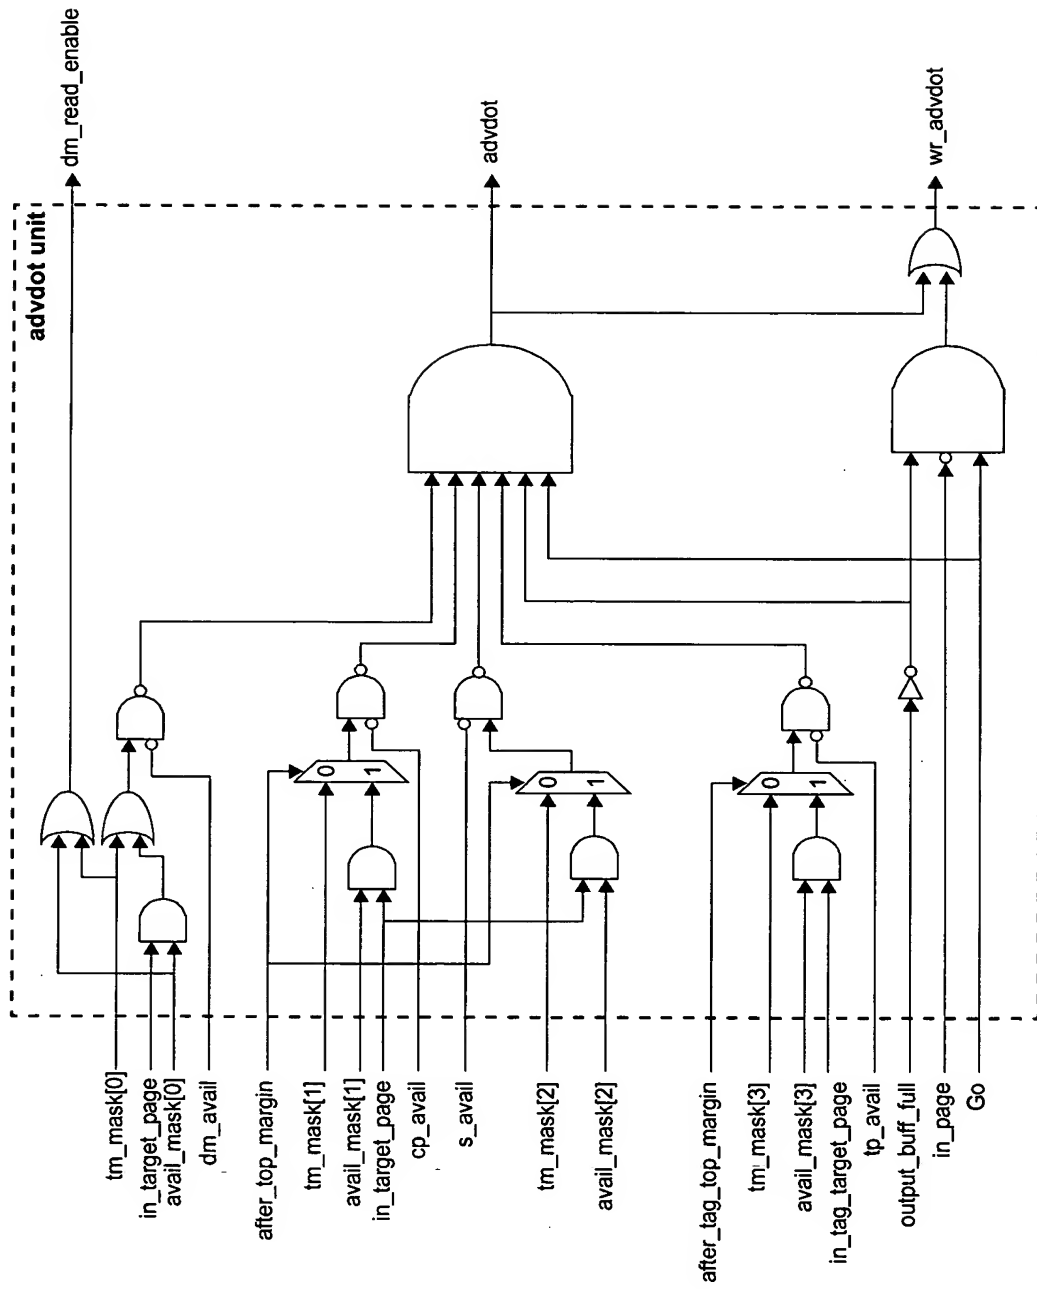 dm_read_enable
advdot
wr_advdot
advdot unit
0
1
0
1
0
1
tm_mask[0]
in_target_page
avail_mask[0]
dm_avail
after_top_margin
tm_mask[1]
avail_mask[1]
in_target_page
cp_avail
s_avail
tm_mask[2]
avail_mask[2]
after_tag_top_margin
tm_mask[3]
avail_mask[3]
in_tag_target_page
tp_avail
output_buff_full
in_page
Go